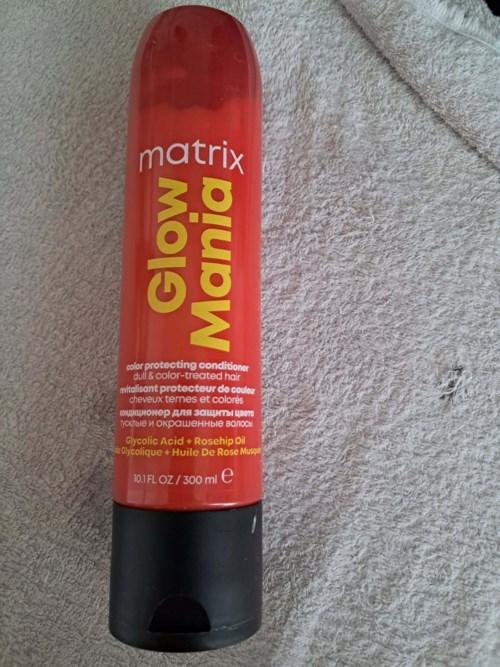 matrix
Glow
Mania
color protecting conditioner
dull & color-treated hair
revitalisant protecteur de couleur
cheveux ternes et colorés
кондиционер для защиты цвета
тусклые и окрашенные волосы
Glycolic Acid + Rosehip Oil
Glycolique + Huile De Rose
10.1 FL OZ / 300 ml ℮